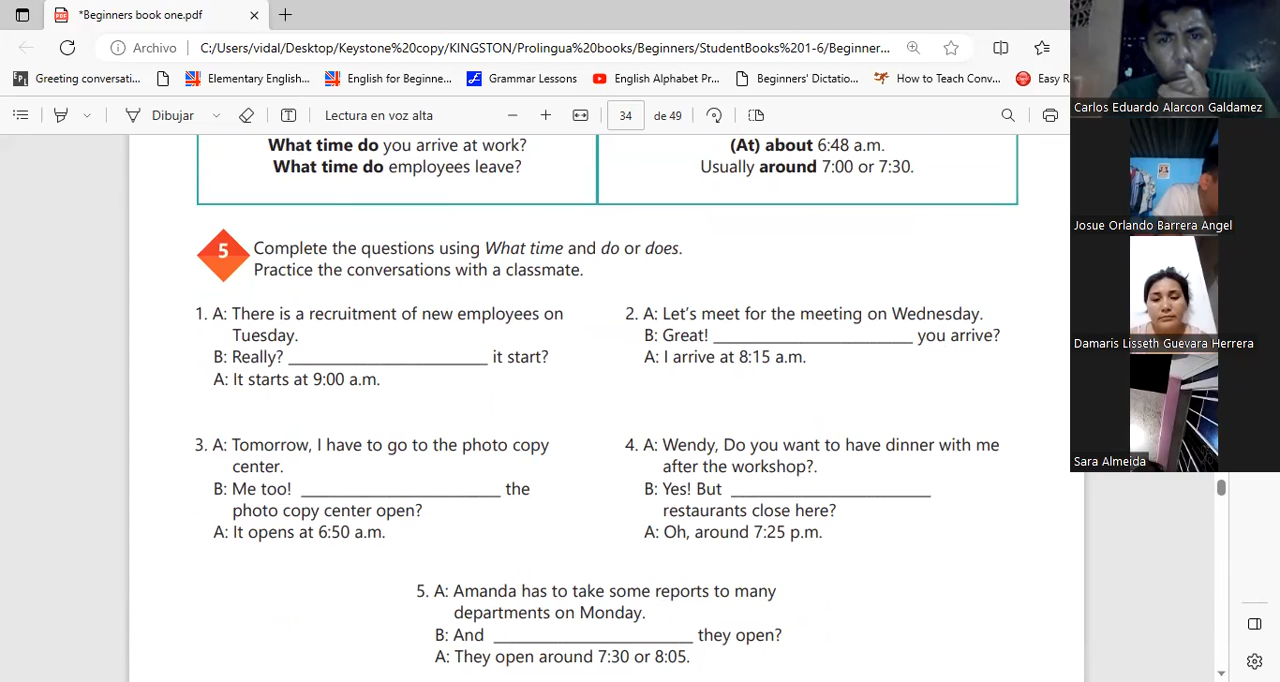 *Beginners book one.pdf
Archivo
C:/Users/vidal/Desktop/Keystone%20copy/KINGSTON/Prolingua%20books/Beginners/StudentBooks%201-6/Beginner...
Greeting conversati...
Elementary English...
English for Beginne...
Grammar Lessons
English Alphabet Pr...
Beginners' Dictatio...
How to Teach Conv...
Easy R
Dibujar
Lectura en voz alta
34
de 49
What time do you arrive at work?
What time do employees leave?
(At) about 6:48 a.m.
Usually around 7:00 or 7:30.
5
Complete the questions using What time and do or does.
Practice the conversations with a classmate.
1. A: There is a recruitment of new employees on
Tuesday.
B: Really? ______________________ it start?
A: It starts at 9:00 a.m.
2. A: Let's meet for the meeting on Wednesday.
B: Great! ______________________ you arrive?
A: I arrive at 8:15 a.m.
3. A: Tomorrow, I have to go to the photo copy
center.
B: Me too! ______________________ the
photo copy center open?
A: It opens at 6:50 a.m.
4. A: Wendy, Do you want to have dinner with me
after the workshop?.
B: Yes! But ______________________
restaurants close here?
A: Oh, around 7:25 p.m.
5. A: Amanda has to take some reports to many
departments on Monday.
B: And ______________________ they open?
A: They open around 7:30 or 8:05.
Carlos Eduardo Alarcon Galdamez
Josue Orlando Barrera Angel
Damaris Lisseth Guevara Herrera
Sara Almeida